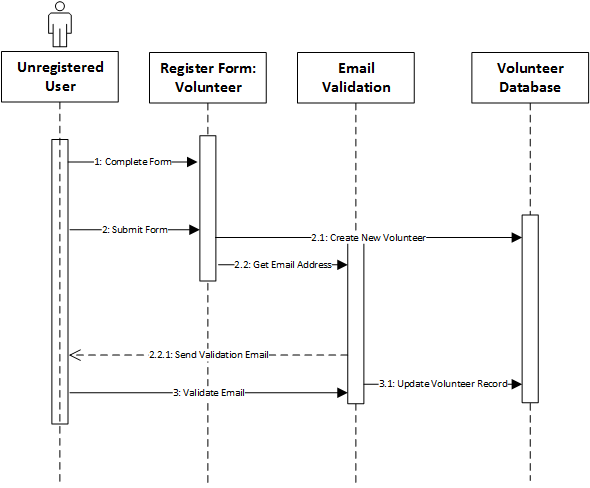 Unregistered
User
Register Form:
Volunteer
Email
Validation
Volunteer
Database
1: Complete Form
2: Submit Form
2.1: Create New Volunteer
2.2: Get Email Address
2.2.1: Send Validation Email
3.1: Update Volunteer Record
3: Validate Email